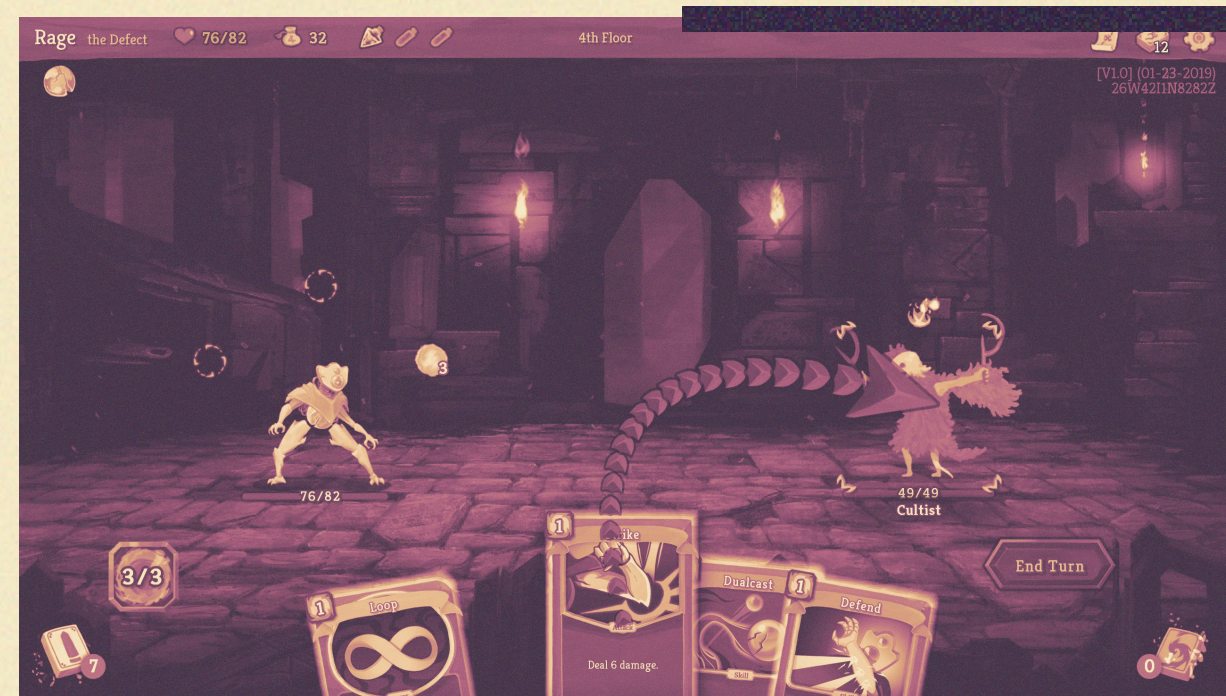 Rage the Defect 76/82 32 4th Floor 12
[V1.0] (01-23-2019)
26W42I1N8282Z
3
76/82
49/49
Cultist
3/3
End Turn
1 Loop
1
Dualcast
Skill
1 Defend
Deal 6 damage.
7
0